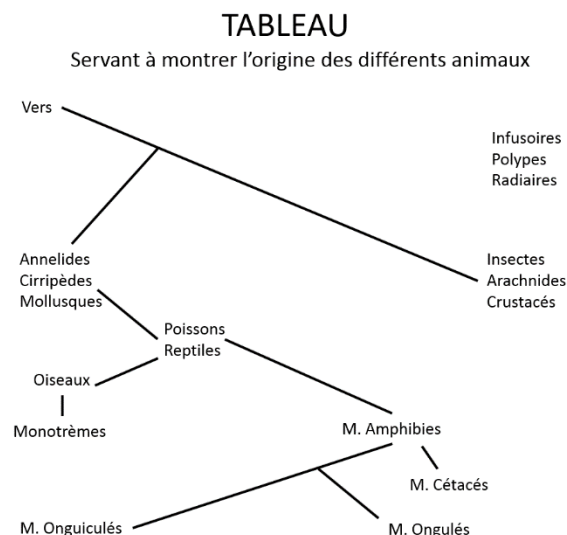 TABLEAU
Servant à montrer l’origine des différents animaux
Vers
Infusoires
Polypes
Radiaires
Annelides
Cirripèdes
Mollusques
Insectes
Arachnides
Crustacés
Poissons
Reptiles
Oiseaux
Monotrèmes
M. Amphibies
M. Cétacés
M. Onguiculés
M. Ongulés